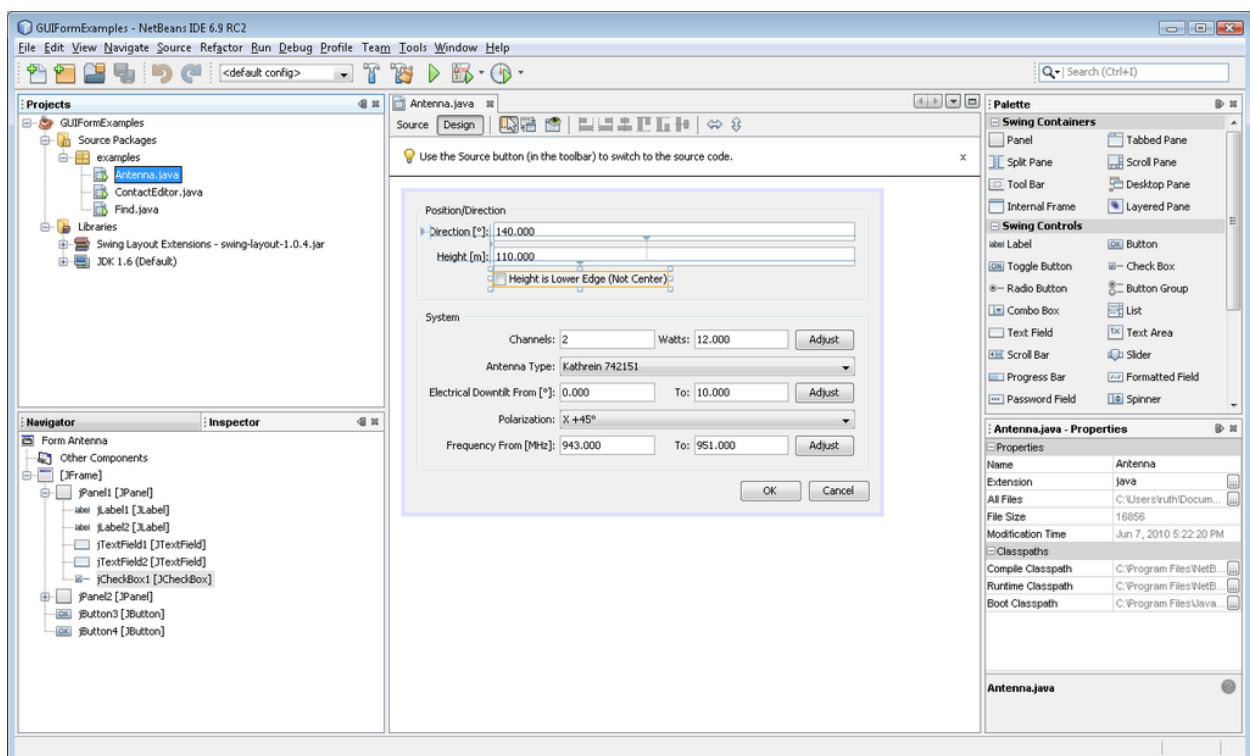 GUIFormExamples - NetBeans IDE 6.9 RC2
File Edit View Navigate Source Refactor Run Debug Profile Team Tools Window Help
<default config>
Search (Ctrl+I)
Projects
GUIFormExamples
Source Packages
examples
Antenna.java
ContactEditor.java
Find.java
Libraries
Swing Layout Extensions - swing-layout-1.0.4.jar
JDK 1.6 (Default)
Navigator Inspector
Form Antenna
Other Components
[JFrame]
jPanel1 [JPanel]
label jLabel1 [JLabel]
label jLabel2 [JLabel]
jTextField1 [JTextField]
jTextField2 [JTextField]
jCheckBox1 [JCheckBox]
jPanel2 [JPanel]
OK jButton3 [JButton]
OK jButton4 [JButton]
Antenna.java
Source Design
Use the Source button (in the toolbar) to switch to the source code. x
Position/Direction
Direction [°]: 140.000
Height [m]: 110.000
Height is Lower Edge (Not Center)
System
Channels: 2 Watts: 12.000 Adjust
Antenna Type: Kathrein 742151
Electrical Downtilt From [°]: 0.000 To: 10.000 Adjust
Polarization: X +45°
Frequency From [MHz]: 943.000 To: 951.000 Adjust
OK Cancel
Palette
Swing Containers
Panel Tabbed Pane
Split Pane Scroll Pane
Tool Bar Desktop Pane
Internal Frame Layered Pane
Swing Controls
label Label OK Button
ON Toggle Button Check Box
Radio Button Button Group
Combo Box List
Text Field Text Area
Scroll Bar Slider
Progress Bar Formatted Field
Password Field Spinner
Antenna.java - Properties
Properties
Name Antenna
Extension java ...
All Files C:\Users\ruth\Docum... ...
File Size 16856
Modification Time Jun 7, 2010 5:22:20 PM
Classpaths
Compile Classpath C:\Program Files\NetB... ...
Runtime Classpath C:\Program Files\NetB... ...
Boot Classpath C:\Program Files\Java... ...
Antenna.java